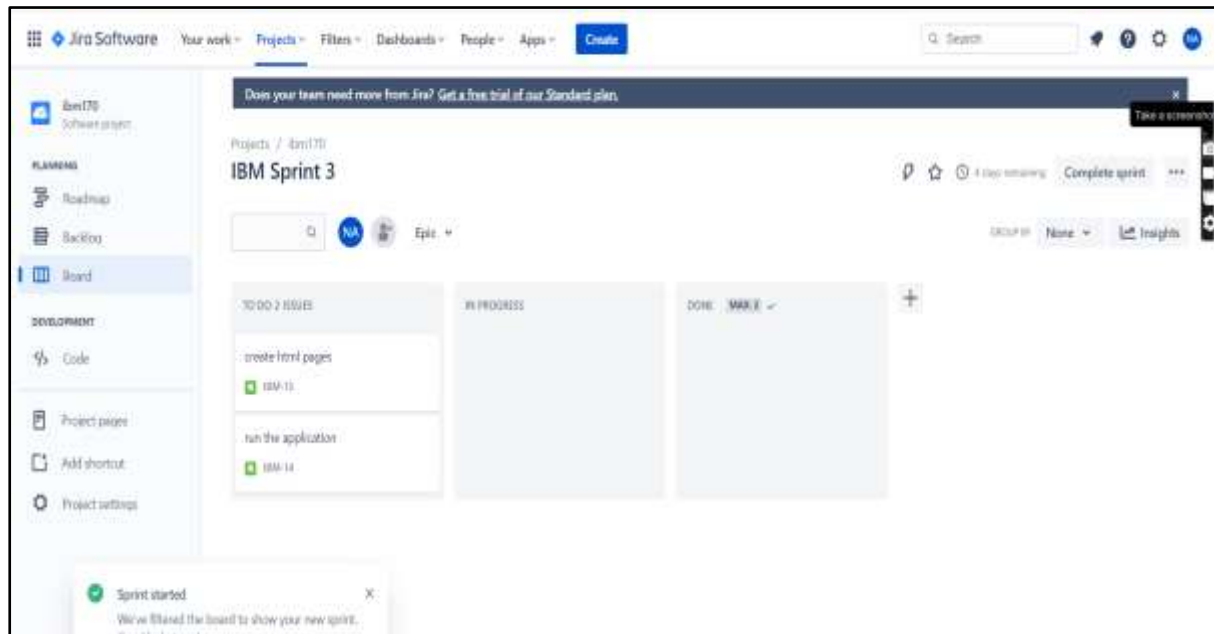 Jira Software Your work Projects Filters Dashboards People Apps Create Search
Does your team need more from Jira? Get a free trial of our Standard plan.
Take a screenshot
ibm170
Software project
Projects / ibm170
IBM Sprint 3
4 days remaining Complete sprint
PLANNING
Roadmap
Backlog
Board
NA Epic
GROUP BY None Insights
TO DO 2 ISSUES
IN PROGRESS
DONE
create html pages
run the application
IBM-14
DEVELOPMENT
Code
Project pages
Add shortcut
Project settings
Sprint started
We've filtered the board to show your new sprint.